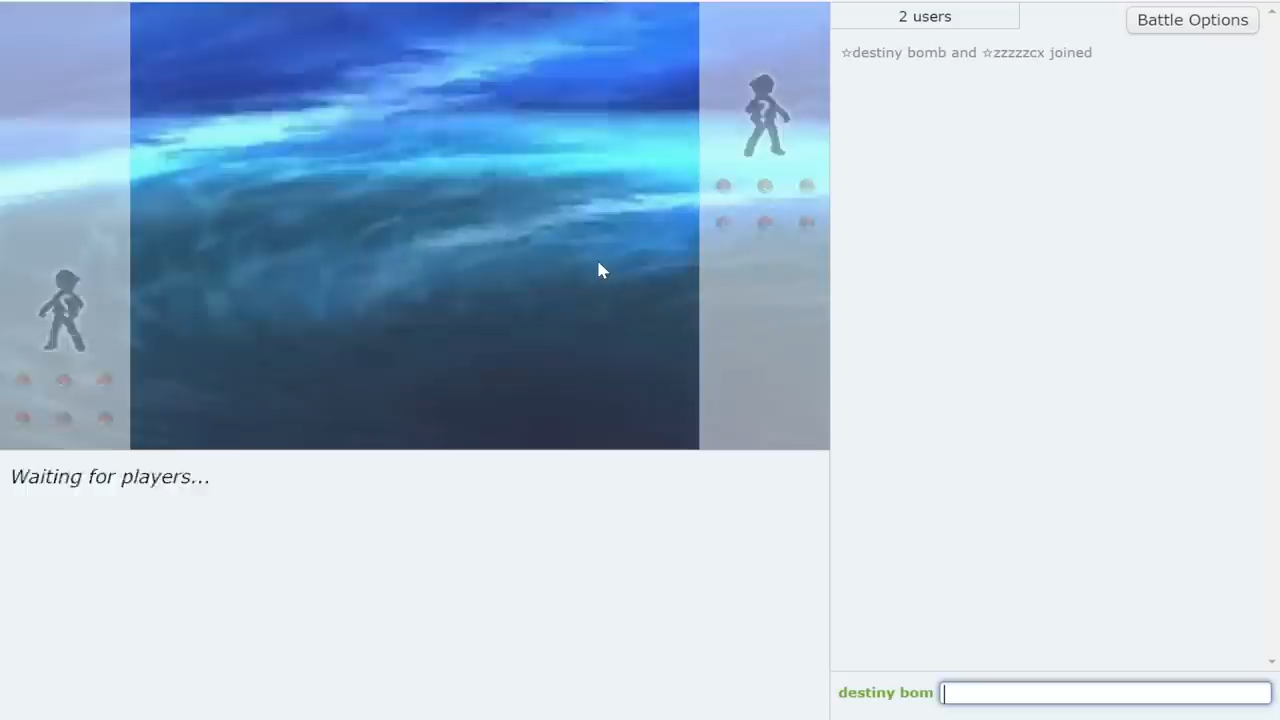 2 users
Battle Options
☆destiny bomb and ☆zzzzzcx joined
Waiting for players...
destiny bom